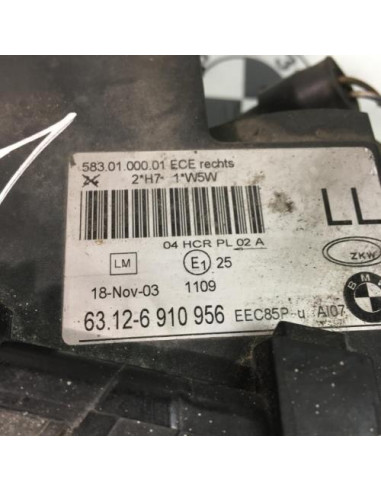 583.01.000.01 ECE rechts
2*H7 1*W5W
LL
04 HCR PL 02 A
LM E1 25
ZKW
18-Nov-03 1109
BMW
63.12-6 910 956 EEC85P-u. AI07